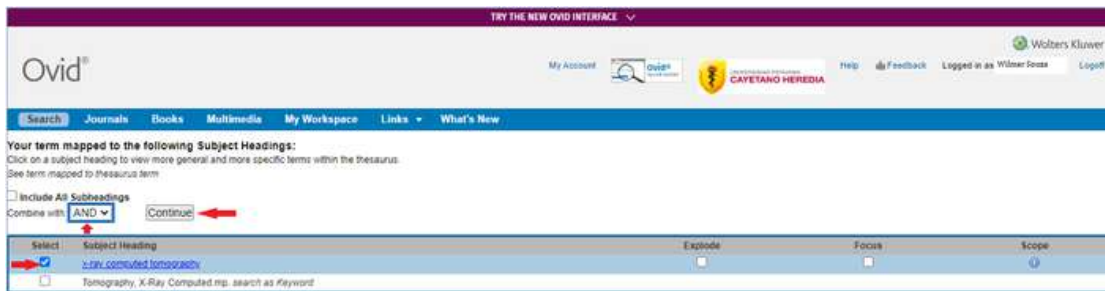 TRY THE NEW OVID INTERFACE
Wolters Kluwer
Ovid®
My Account
CAYETANO HEREDIA
Help
Feedback
Logged in as Wilmer
Logoff
Search Journals Books Multimedia My Workspace Links What's New
Your term mapped to the following Subject Headings:
Click on a subject heading to view more general and more specific terms within the thesaurus.
See term mapped to thesaurus term
Include All Subheadings
Combine with: AND Continue
Select Subject Heading Explode Focus Scope
x-ray computed tomography
Tomography, X-Ray Computed.mp. search as Keyword